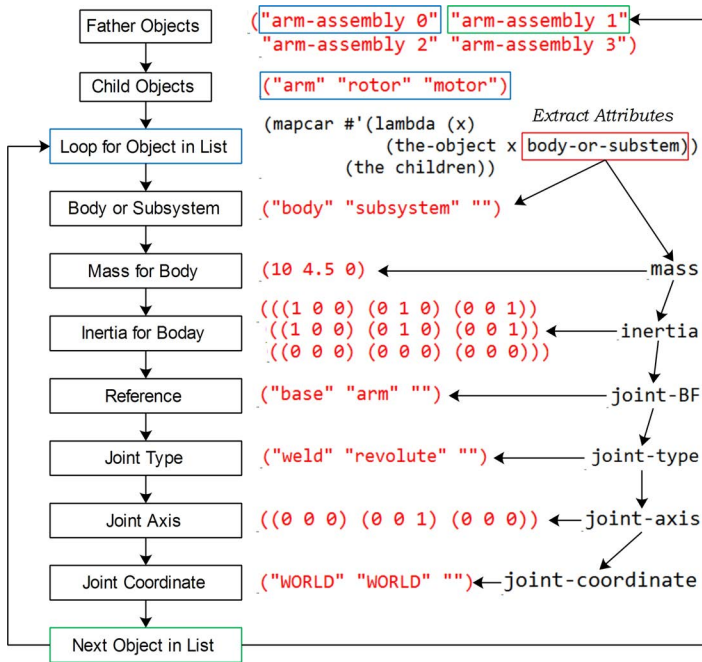 Father Objects
("arm-assembly 0" "arm-assembly 1"
"arm-assembly 2" "arm-assembly 3")
Child Objects
("arm" "rotor" "motor")
Extract Attributes
(mapcar #'(lambda (x)
Loop for Object in List
(the-object x body-or-substem))
(the children))
Body or Subsystem
("body" "subsystem" "")
Mass for Body
(10 4.5 0)
mass
(((1 0 0) (0 1 0) (0 0 1))
Inertia for Boday
((1 0 0) (0 1 0) (0 0 1))
inertia
((0 0 0) (0 0 0) (0 0 0)))
Reference
("base" "arm" "")
joint-BF
Joint Type
("weld" "revolute" "")
joint-type
Joint Axis
((0 0 0) (0 0 1) (0 0 0))
joint-axis
Joint Coordinate
("WORLD" "WORLD" "")
joint-coordinate
Next Object in List